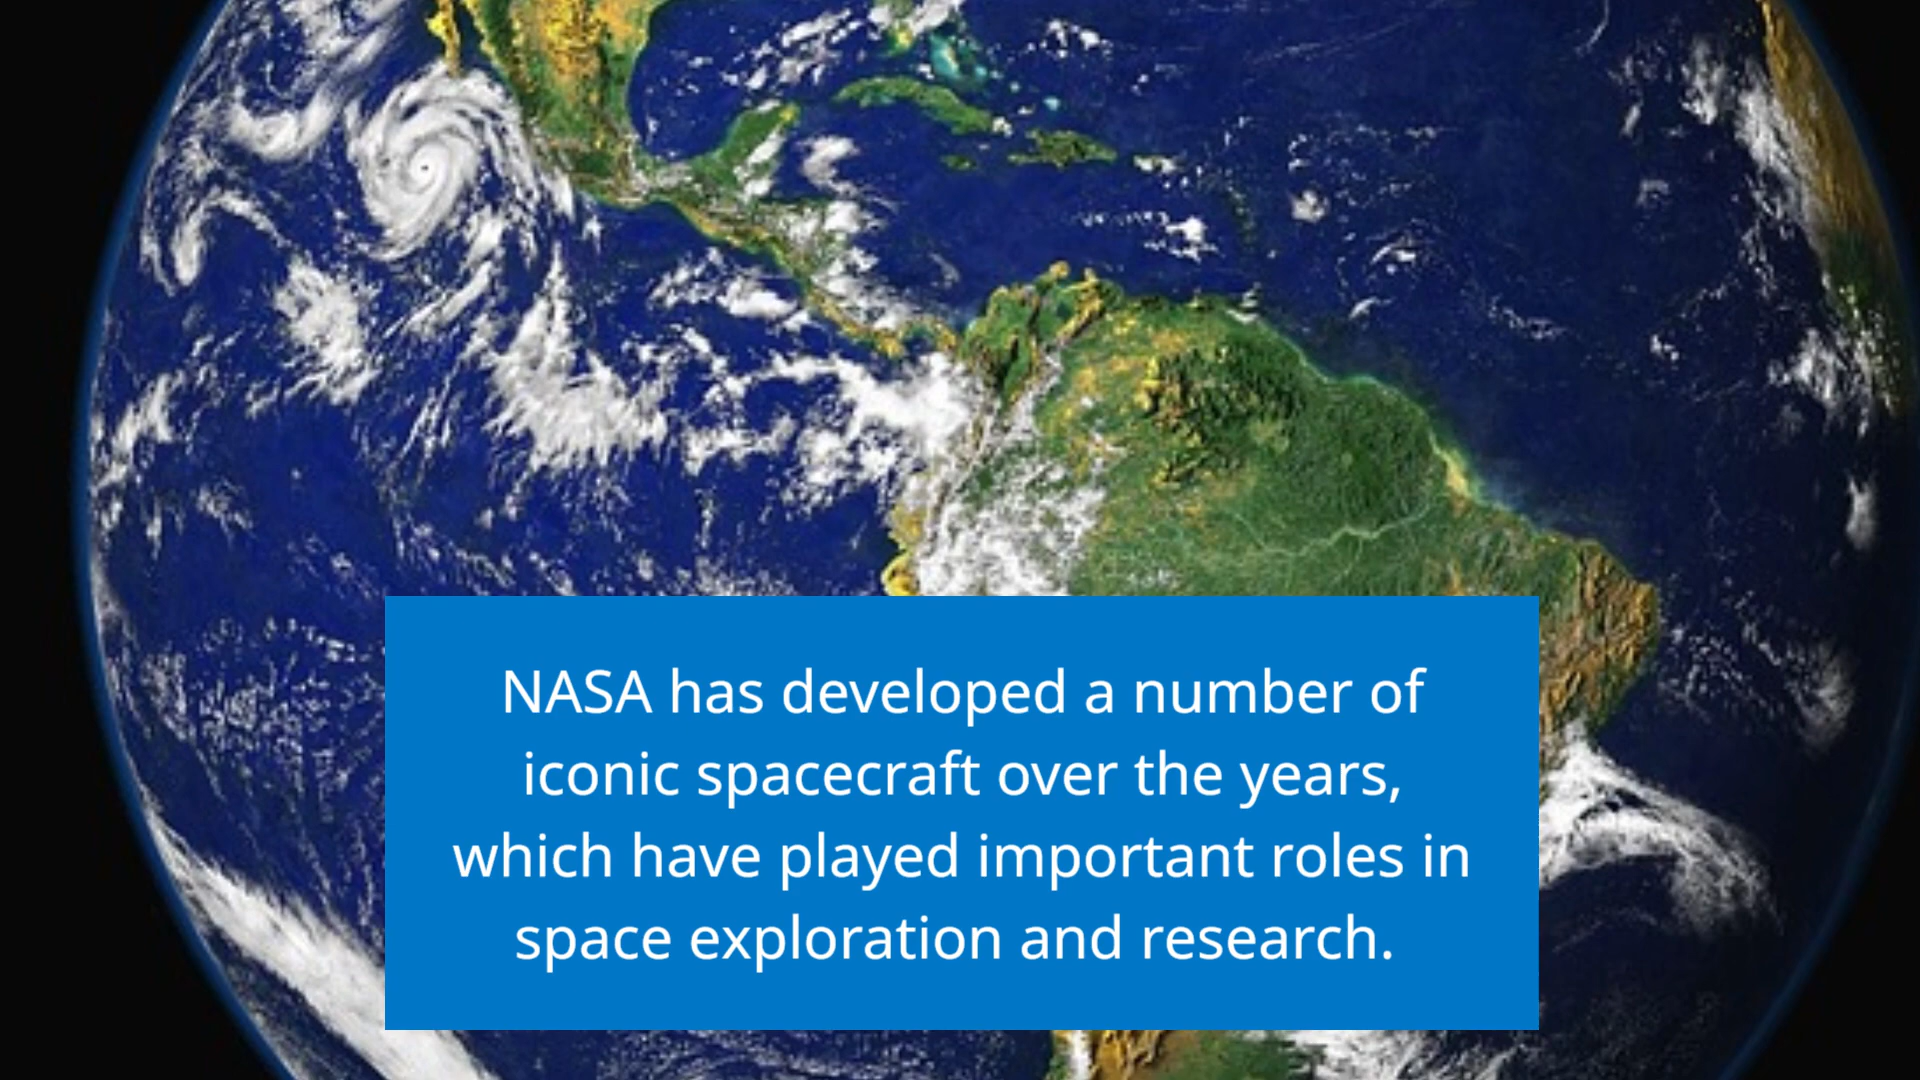 NASA has developed a number of
iconic spacecraft over the years,
which have played important roles in
space exploration and research.